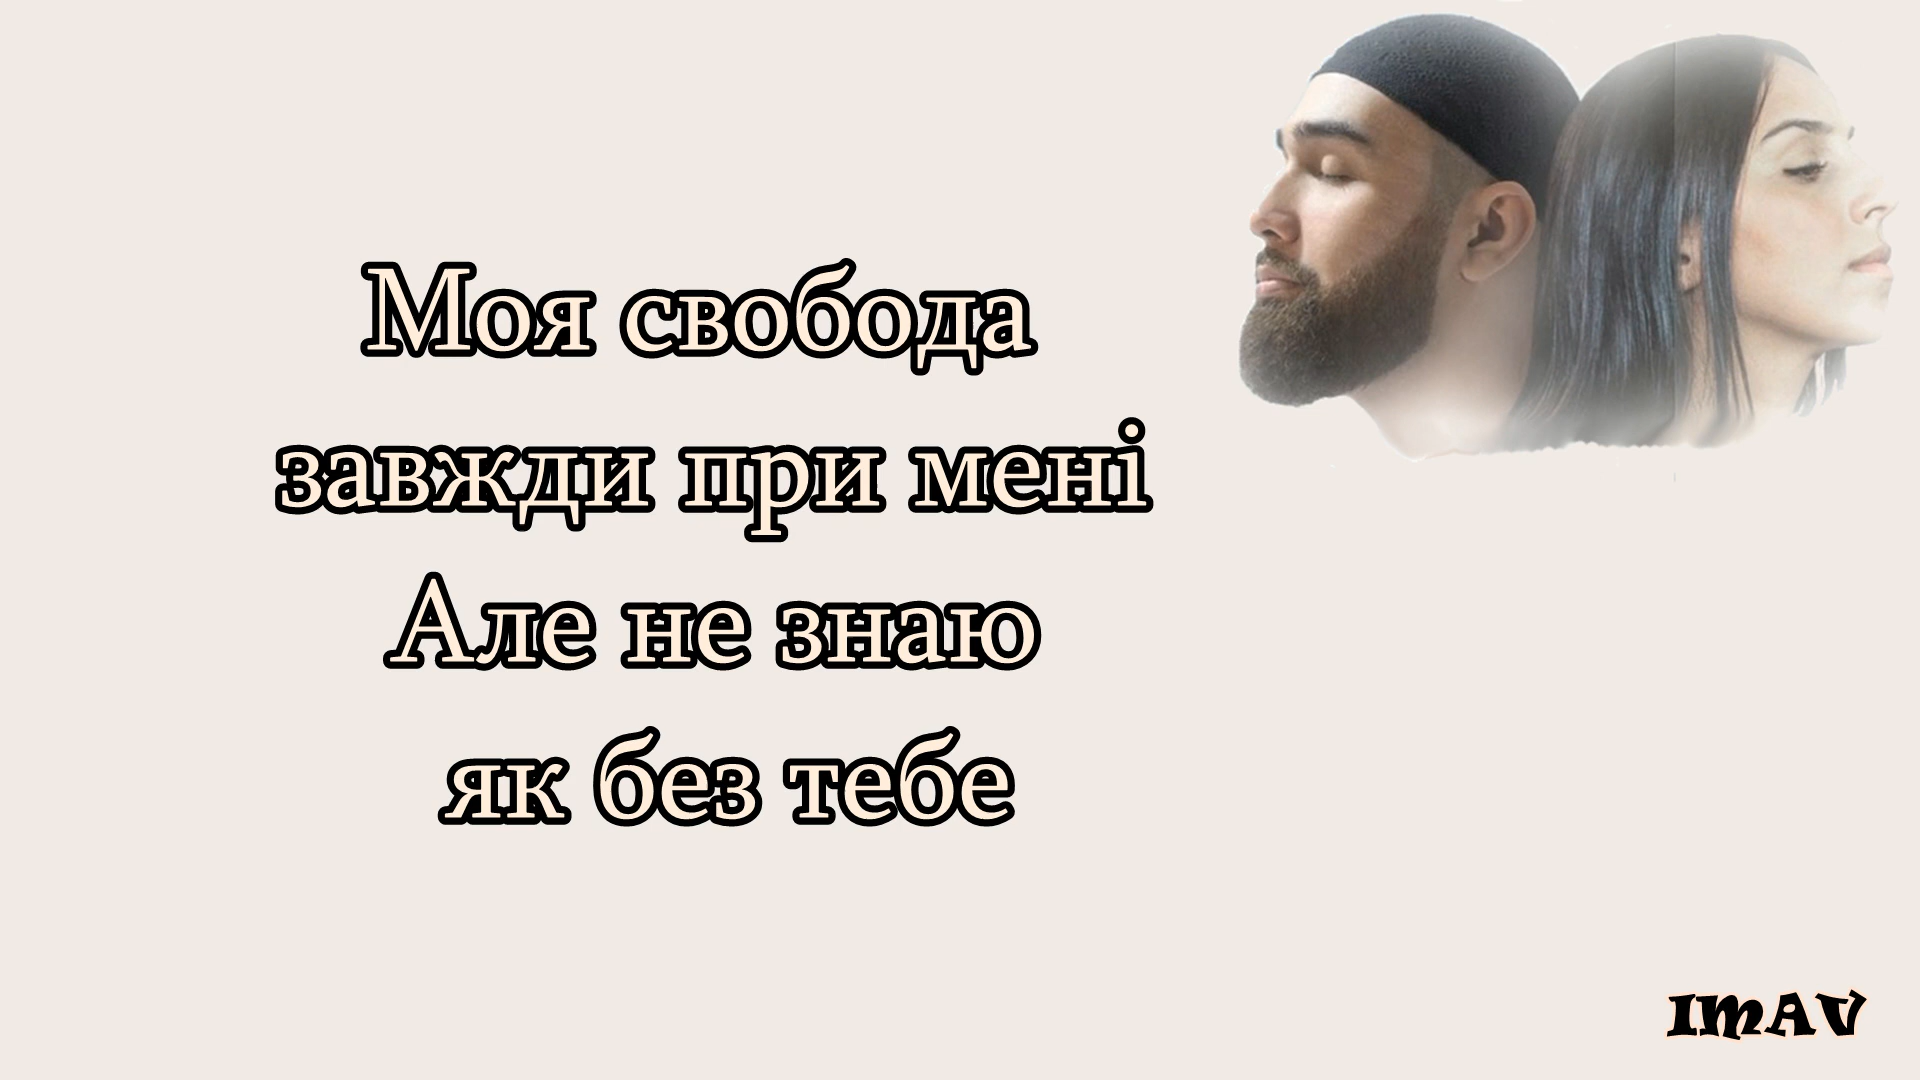 Моя свобода
завжди при мені
Але не знаю
як без тебе
IMAV